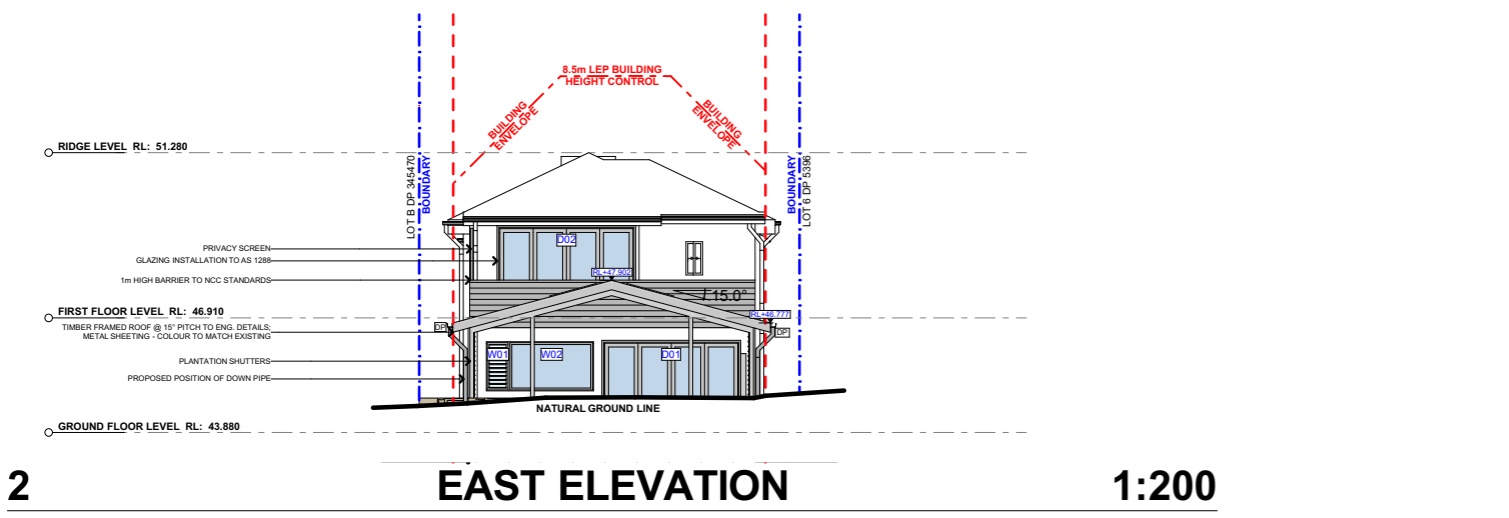 8.5m LEP BUILDING
HEIGHT CONTROL
BUILDING
ENVELOPE
BUILDING
ENVELOPE
RIDGE LEVEL RL: 51.280
LOT B DP 345470
BOUNDARY
BOUNDARY
LOT 6 DP 5396
PRIVACY SCREEN
GLAZING INSTALLATION TO AS 1288
1m HIGH BARRIER TO NCC STANDARDS
D02
RL+47.902
15.0°
FIRST FLOOR LEVEL RL: 46.910
RL+46.777
TIMBER FRAMED ROOF @ 15° PITCH TO ENG. DETAILS;
METAL SHEETING - COLOUR TO MATCH EXISTING
DP
DP
W01
W02
D01
PLANTATION SHUTTERS
PROPOSED POSITION OF DOWN PIPE
NATURAL GROUND LINE
GROUND FLOOR LEVEL RL: 43.880
2
EAST ELEVATION
1:200